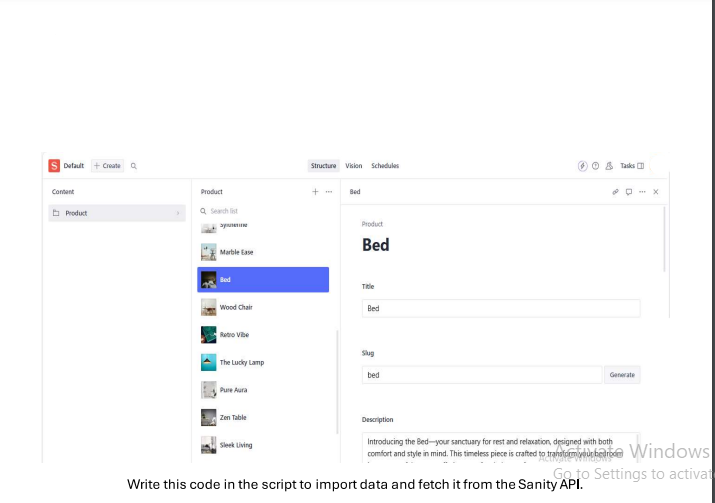 S Default + Create Structure Vision Schedules Tasks
Content Product + ... Bed
Product
Search list
Product
Syltherine
Bed
Marble Ease
Bed
Title
Wood Chair
Bed
Retro Vibe
Slug
The Lucky Lamp
bed Generate
Pure Aura
Zen Table
Description
Sleek Living
Introducing the Bed—your sanctuary for rest and relaxation, designed with both
comfort and style in mind. This timeless piece is crafted to transform your bedroom
Activate Windows
Activate Windows
Go to Settings to activat
Write this code in the script to import data and fetch it from the Sanity API.